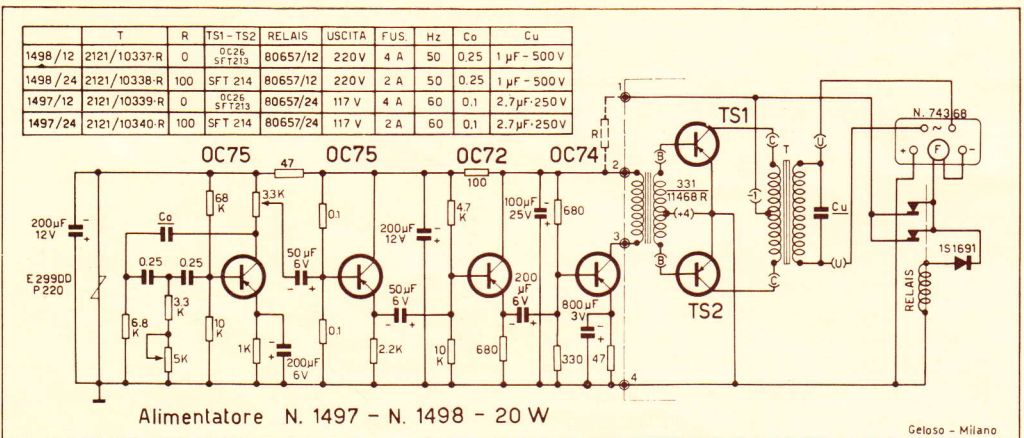 T R TS1-TS2 RELAIS USCITA FUS. Hz Co Cu
1498/12 2121/10337-R 0 OC26 SFT213 80657/12 220V 4 A 50 0,25 1 µF-500V
1498/24 2121/10338-R 100 SFT 214 80657/12 220V 2 A 50 0.25 1 µF-500V
1497/12 2121/10339-R 0 OC26 SFT213 80657/24 117 V 4 A 60 0.1 2.7µF-250V
1497/24 2121/10340-R 100 SFT 214 80657/24 117 V 2 A 60 0,1 2.7µF-250V
OC75 47 OC75 OC72 OC74
100
1
R
2
3
4
TS1
TS2
B
B
331
11468 R
(+4)
-1
C
C
T
U
(U)
Cu
N. 74368
+ ~ F -
1S1691
RELAIS
200µF
12V
- +
E299DD
P220
Co
0.25 0.25
68
K
3.3K
3.3
K
6.8
K
5K
10
K
1K
200µF
6V
50µF
6V
0.1
0.1
200µF
12V
50µF
6V
2.2K
4.7
K
10
K
680
200
µF
6V
100µF
25V
680
800µF
3V
330
47
Alimentatore N. 1497 - N. 1498 - 20 W
Geloso - Milano